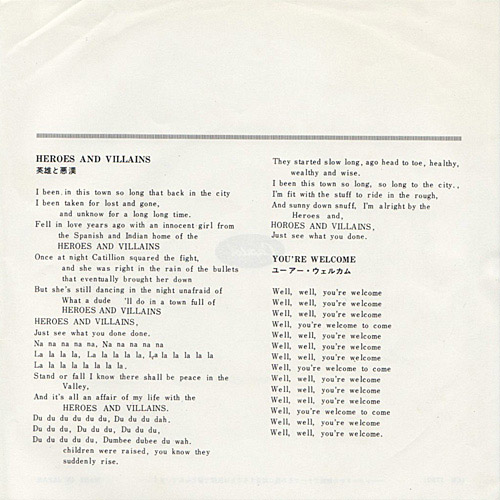 HEROES AND VILLAINS
英雄と悪漢
I been in this town so long that back in the city
I been taken for lost and gone,
and unknow for a long long time.
Fell in love years ago with an innocent girl from
the Spanish and Indian home of the
HEROES AND VILLAINS
Once at night Catillion squared the fight,
and she was right in the rain of the bullets
that eventually brought her down
But she's still dancing in the night unafraid of
What a dude 'll do in a town full of
HEROES AND VILLAINS
HEROES AND VILLAINS,
Just see what you done done.
Na na na na na, Na na na na na
La la la la, La la la la la, La la la la la
La la la la la la la.
Stand or fall I know there shall be peace in the
Valley,
And it's all an affair of my life with the
HEROES AND VILLAINS.
Du du du du du du, Du du du dah.
Du du du, Du du du, Du du du,
Du du du du du, Dumbee dubee du wah.
children were raised, you know they
suddenly rise.
They started slow long, ago head to toe, healthy,
wealthy and wise.
I been this town so long, so long to the city.,
I'm fit with the stuff to ride in the rough,
And sunny down snuff, I'm alright by the
Heroes and,
HOROES AND VILLAINS,
Just see what you done.
YOU'RE WELCOME
ユーアー・ウェルカム
Well, well, you're welcome
Well, well, you're welcome
Well, well, you're welcome
Well, you're welcome to come
Well, well, you're welcome
Well, well, you're welcome
Well, well, you're welcome
Well, you're welcome to come
Well, well, you're welcome
Well, well, you're welcome
Well, well, you're welcome
Well, you're welcome to come
Well, well, you're welcome
Well, well, you're welcome.